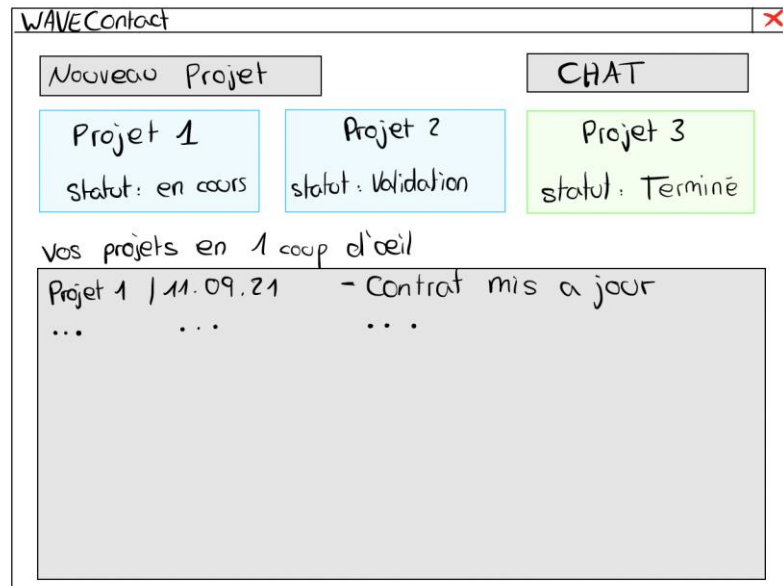 WAVEContact
Nouveau Projet
CHAT
Projet 1
statut: en cours
Projet 2
statut: Validation
Projet 3
statut: Terminé
Vos projets en 1 coup d'œil
Projet 1 | 11.09.21 - Contrat mis a jour
... ... ...